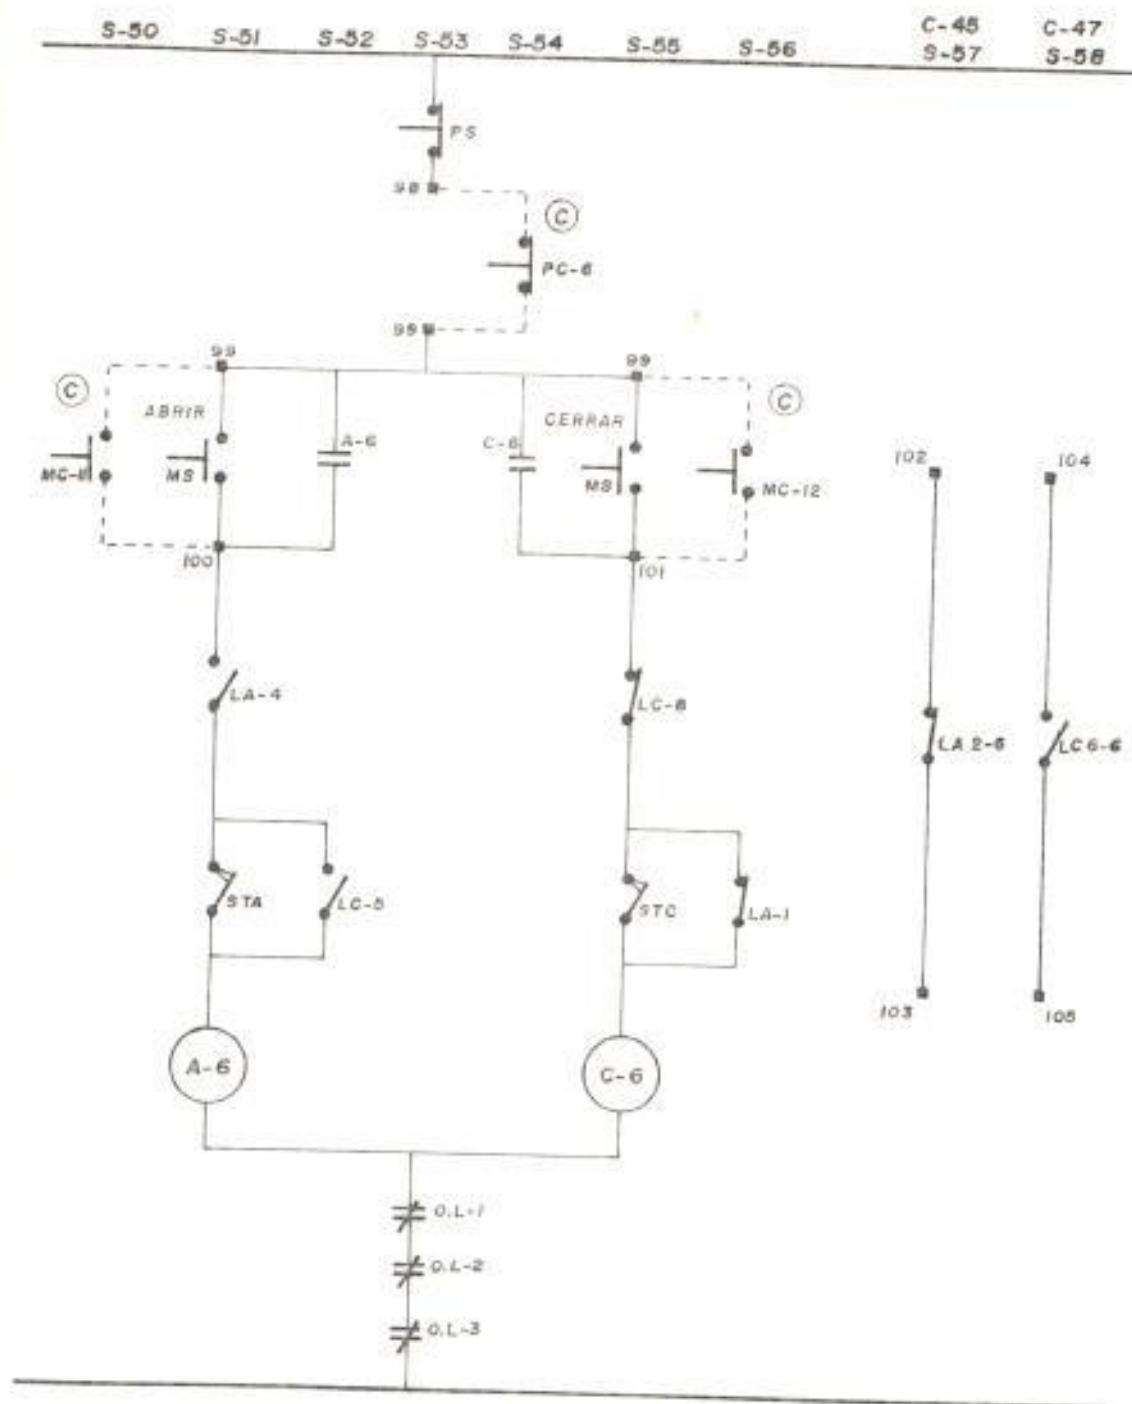 S-50 S-51 S-52 S-53 S-54 S-55 S-56 C-45 C-47
S-57 S-58
PS
98
C
PC-6
99
99
99
C
ABRIR
A-6
C-6
CERRAR
C
MC-11
MS
MS
MC-12
102
104
100
101
LA-4
LC-8
LA 2-6
LC 6-6
STA
LC-5
STC
LA-1
103
105
A-6
C-6
O.L-1
O.L-2
O.L-3